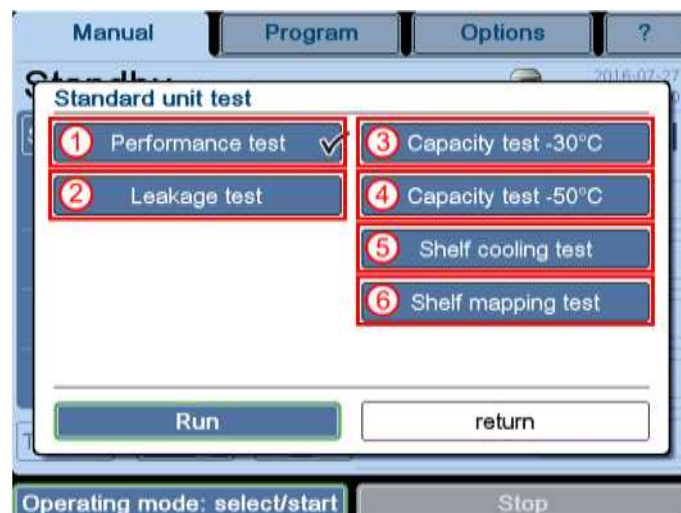 Manual Program Options ?
Standby
2016-07-27
Standard unit test
1 Performance test 3 Capacity test -30°C
2 Leakage test 4 Capacity test -50°C
5 Shelf cooling test
6 Shelf mapping test
Run return
Operating mode: select/start Stop